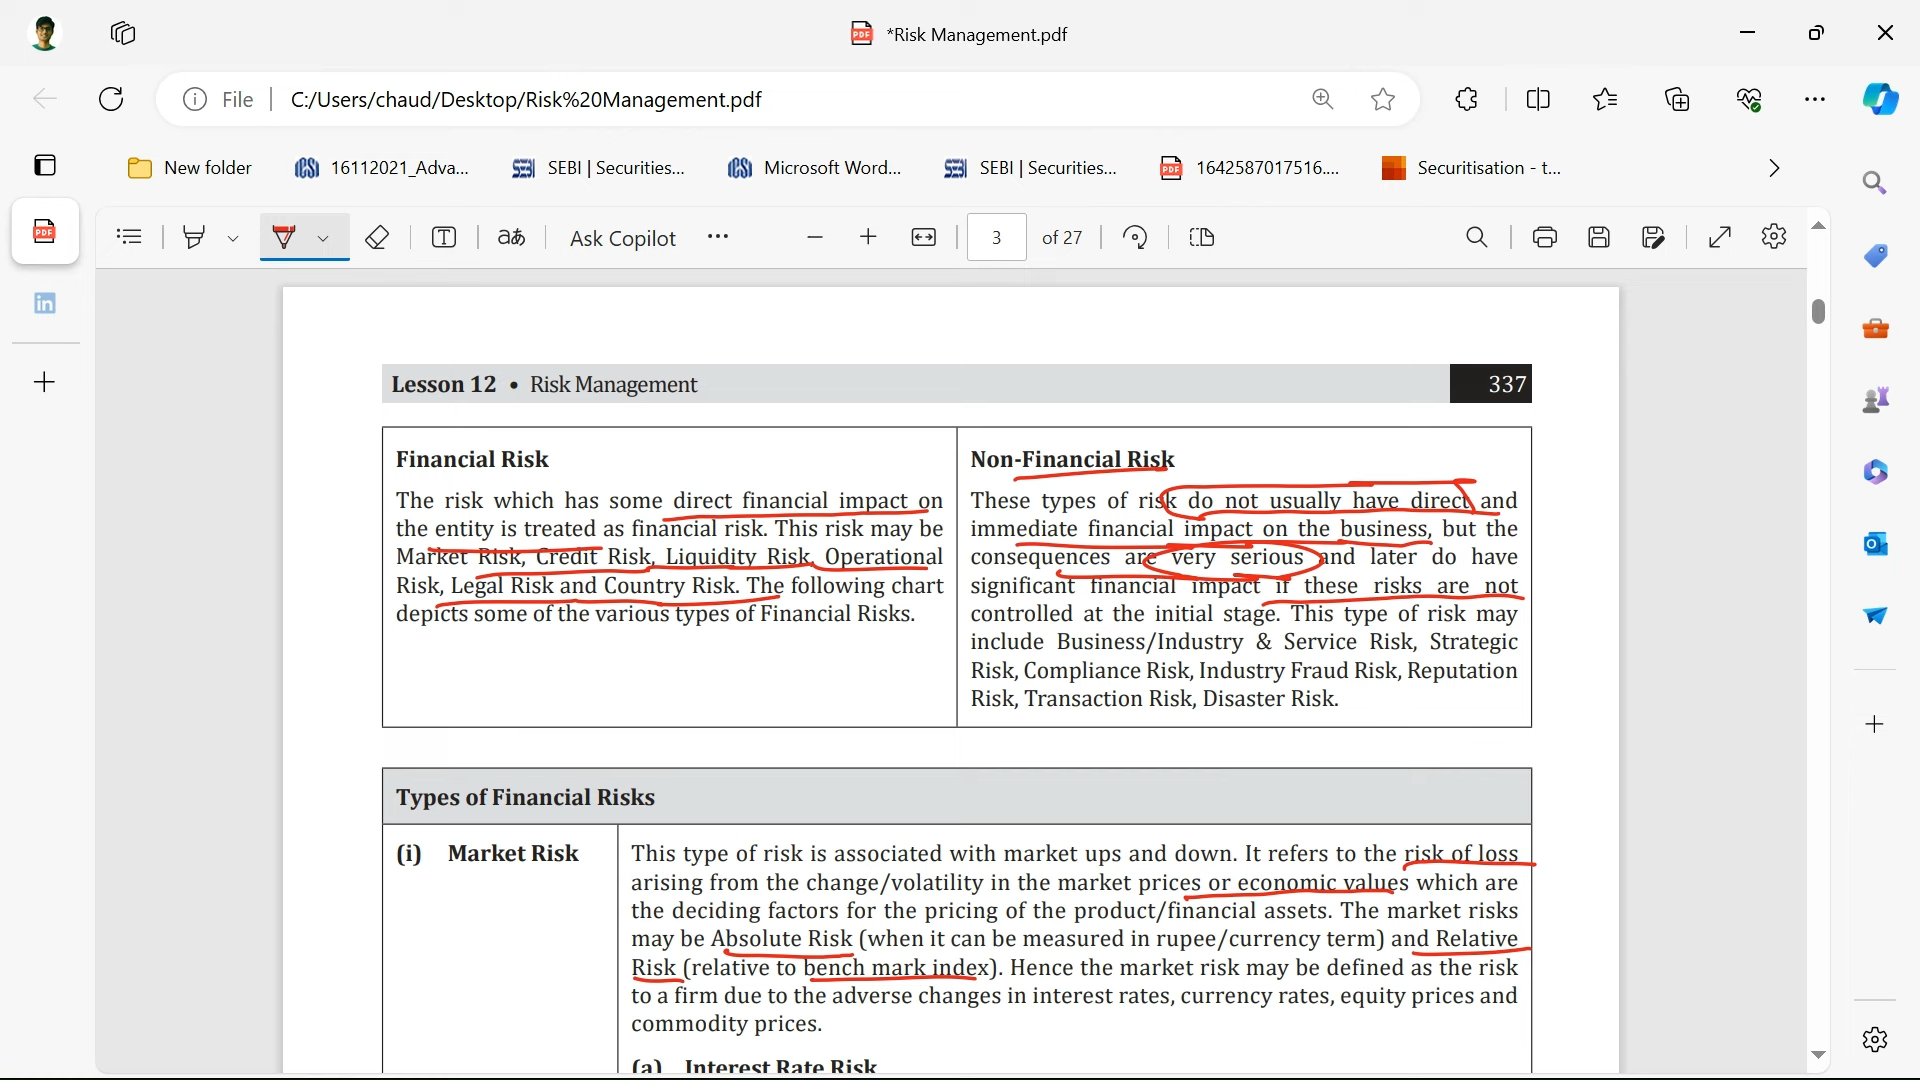 *Risk Management.pdf
File
C:/Users/chaud/Desktop/Risk%20Management.pdf
New folder
16112021_Adva...
SEBI | Securities...
Microsoft Word...
SEBI | Securities...
1642587017516....
Securitisation - t...
Ask Copilot
3
of 27
Lesson 12 • Risk Management
337
Financial Risk
The risk which has some direct financial impact on
the entity is treated as financial risk. This risk may be
Market Risk, Credit Risk, Liquidity Risk, Operational
Risk, Legal Risk and Country Risk. The following chart
depicts some of the various types of Financial Risks.
Non-Financial Risk
These types of risk do not usually have direct and
immediate financial impact on the business, but the
consequences are very serious and later do have
significant financial impact if these risks are not
controlled at the initial stage. This type of risk may
include Business/Industry & Service Risk, Strategic
Risk, Compliance Risk, Industry Fraud Risk, Reputation
Risk, Transaction Risk, Disaster Risk.
Types of Financial Risks
(i) Market Risk
This type of risk is associated with market ups and down. It refers to the risk of loss
arising from the change/volatility in the market prices or economic values which are
the deciding factors for the pricing of the product/financial assets. The market risks
may be Absolute Risk (when it can be measured in rupee/currency term) and Relative
Risk (relative to bench mark index). Hence the market risk may be defined as the risk
to a firm due to the adverse changes in interest rates, currency rates, equity prices and
commodity prices.
(a) Interest Rate Risk